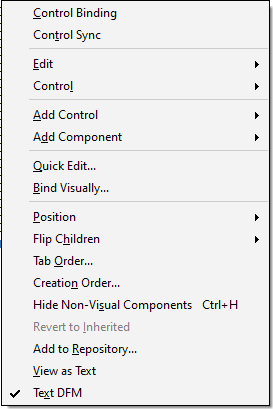 Control Binding
Control Sync
Edit
Control
Add Control
Add Component
Quick Edit...
Bind Visually...
Position
Flip Children
Tab Order...
Creation Order...
Hide Non-Visual Components Ctrl+H
Revert to Inherited
Add to Repository...
View as Text
Text DFM